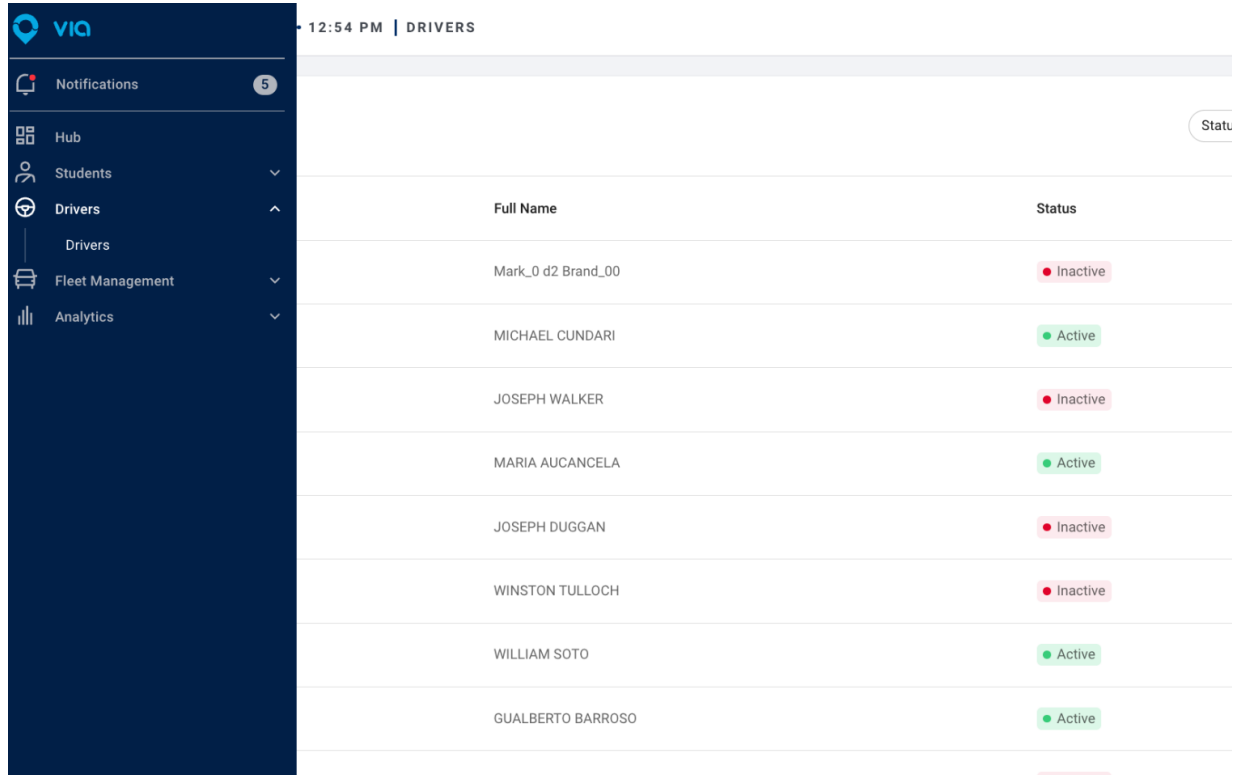 via
• 12:54 PM | DRIVERS
Notifications 5
Hub
Students
Drivers
Drivers
Fleet Management
Analytics
Statu
Full Name Status
Mark_0 d2 Brand_00 Inactive
MICHAEL CUNDARI Active
JOSEPH WALKER Inactive
MARIA AUCANCELA Active
JOSEPH DUGGAN Inactive
WINSTON TULLOCH Inactive
WILLIAM SOTO Active
GUALBERTO BARROSO Active